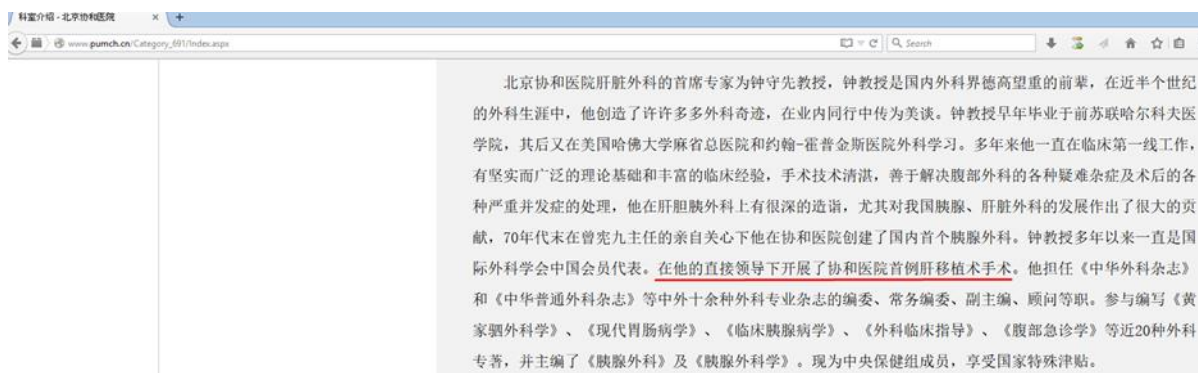 科室介绍 - 北京协和医院
www.pumch.cn/Category_691/Index.aspx
Search
北京协和医院肝脏外科的首席专家为钟守先教授，钟教授是国内外科界德高望重的前辈，在近半个世纪
的外科生涯中，他创造了许许多多外科奇迹，在业内同行中传为美谈。钟教授早年毕业于前苏联哈尔科夫医
学院，其后又在美国哈佛大学麻省总医院和约翰-霍普金斯医院外科学习。多年来他一直在临床第一线工作，
有坚实而广泛的理论基础和丰富的临床经验，手术技术清湛，善于解决腹部外科的各种疑难杂症及术后的各
种严重并发症的处理，他在肝胆胰外科上有很深的造诣，尤其对我国胰腺、肝脏外科的发展作出了很大的贡
献，70年代末在曾宪九主任的亲自关心下他在协和医院创建了国内首个胰腺外科。钟教授多年以来一直是国
际外科学会中国会员代表。在他的直接领导下开展了协和医院首例肝移植术手术。他担任《中华外科杂志》
和《中华普通外科杂志》等中外十余种外科专业杂志的编委、常务编委、副主编、顾问等职。参与编写《黄
家驷外科学》、《现代胃肠病学》、《临床胰腺病学》、《外科临床指导》、《腹部急诊学》等近20种外科
专著，并主编了《胰腺外科》及《胰腺外科学》。现为中央保健组成员，享受国家特殊津贴。